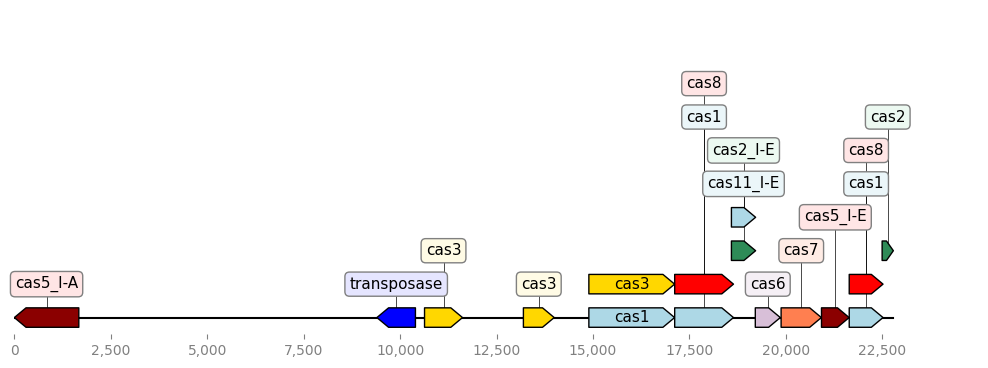 cas8
cas1
cas2
cas2_I-E
cas8
cas11_I-E
cas1
cas5_I-E
cas3
cas7
cas5_I-A
transposase
cas3
cas3
cas6
cas1
0
2,500
5,000
7,500
10,000
12,500
15,000
17,500
20,000
22,500